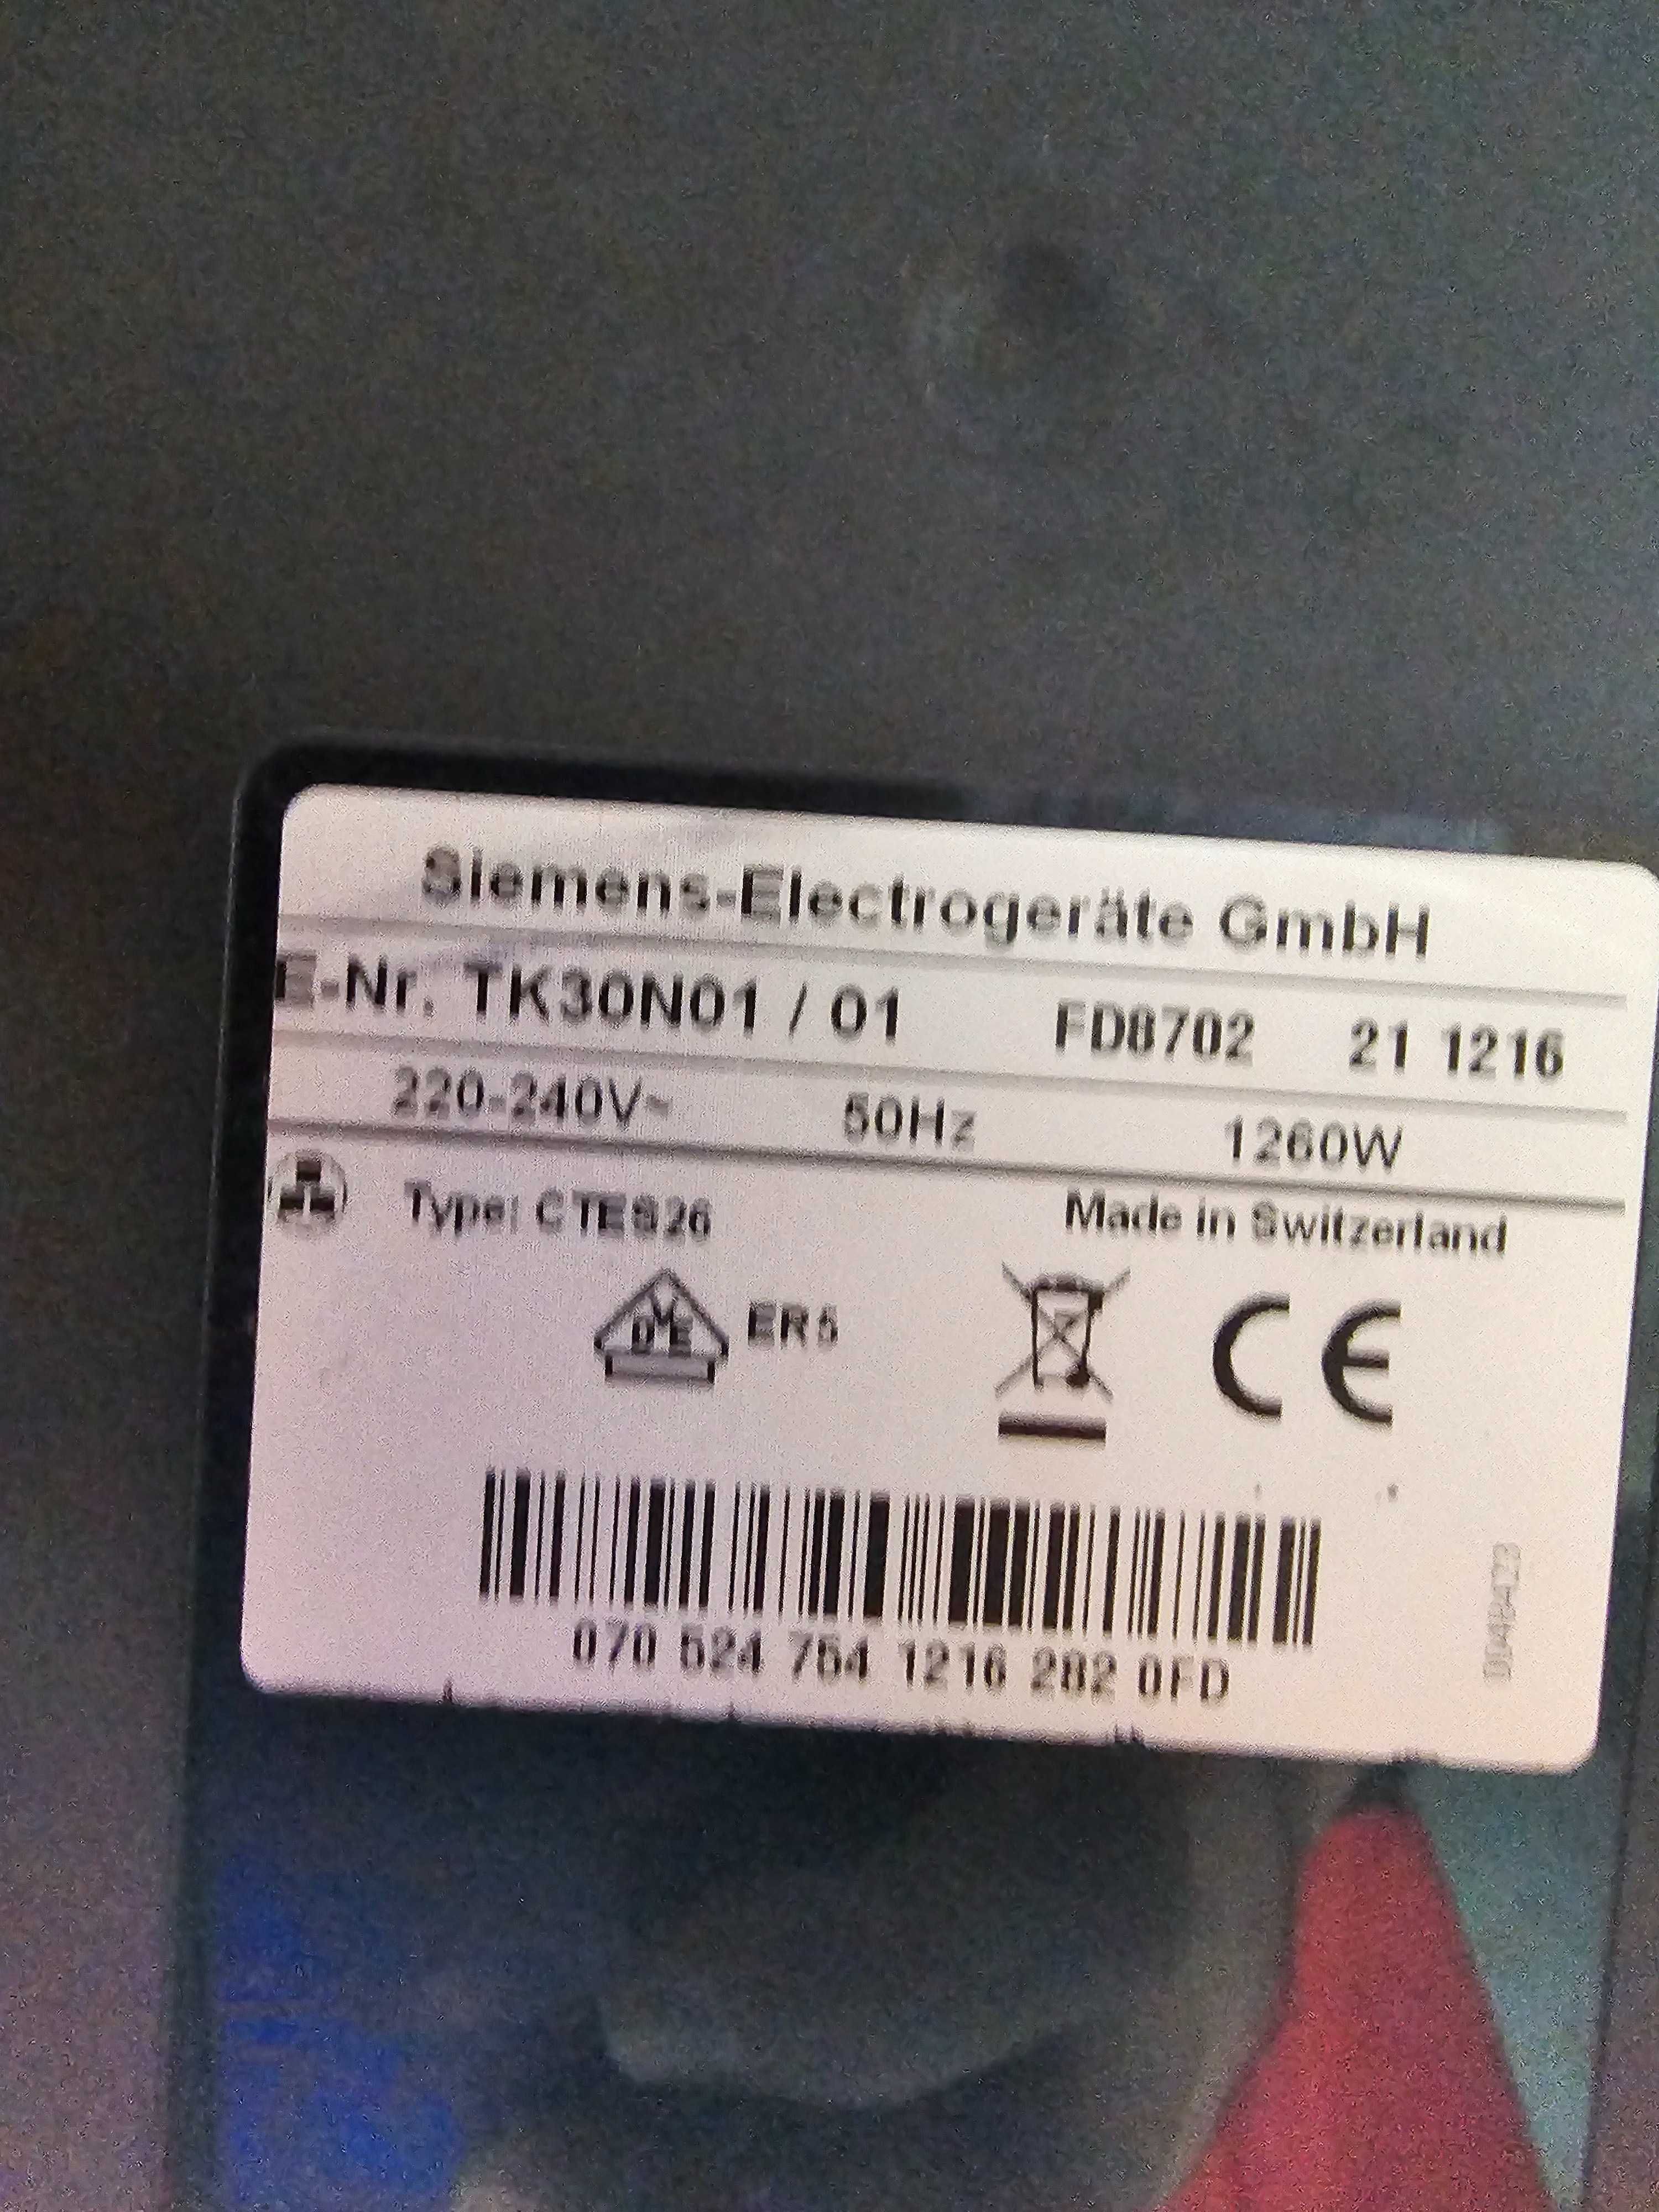 Siemens-Electrogeräte GmbH
E-Nr. TK30N01 / 01 FD8702 21 1216
220-240V~ 50Hz 1260W
Type: CTES26 Made in Switzerland
DVE ER5
CE
070 524 754 1216 282 0FD